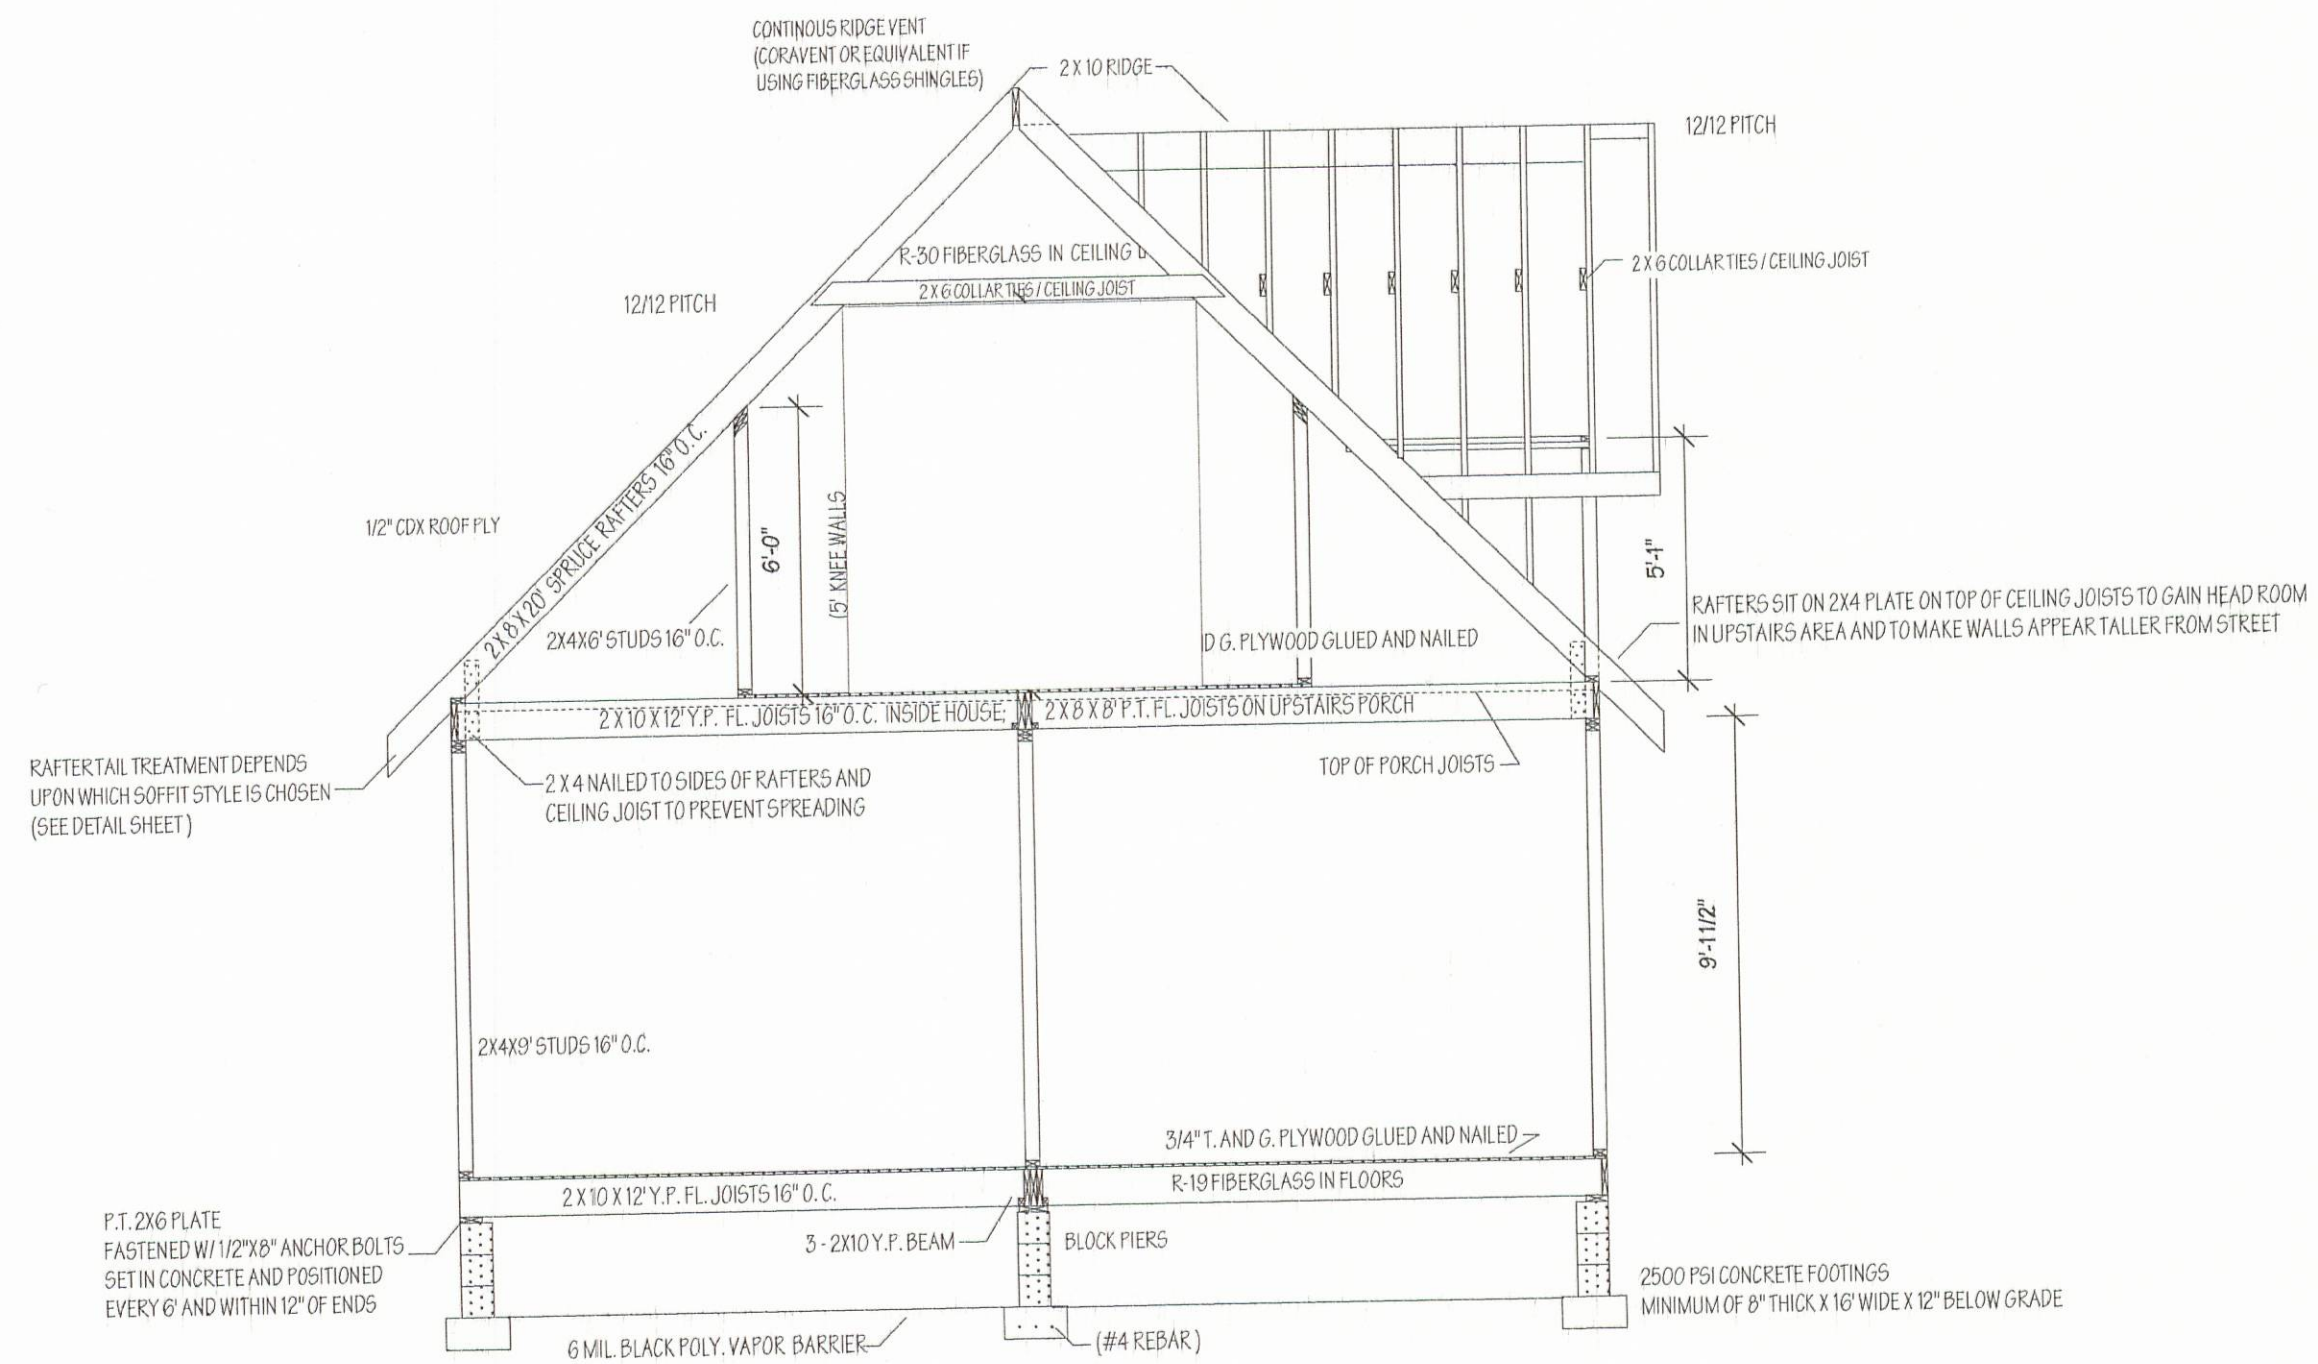 CONTINOUS RIDGE VENT
(CORAVENT OR EQUIVALENT IF
USING FIBERGLASS SHINGLES)
2 X 10 RIDGE
12/12 PITCH
R-30 FIBERGLASS IN CEILING
2 X 6 COLLAR TIES / CEILING JOIST
2 X 6 COLLAR TIES / CEILING JOIST
12/12 PITCH
2 X 8 X 20' SPRUCE RAFTERS 16" O.C.
1/2" CDX ROOF PLY
6'-0"
(5' KNEE WALLS
5'-1"
2X4X6' STUDS 16" O.C.
D G. PLYWOOD GLUED AND NAILED
RAFTERS SIT ON 2X4 PLATE ON TOP OF CEILING JOISTS TO GAIN HEAD ROOM
IN UPSTAIRS AREA AND TO MAKE WALLS APPEAR TALLER FROM STREET
2 X 10 X 12' Y.P. FL. JOISTS 16" O.C. INSIDE HOUSE;
2 X 8 X 8' P.T. FL. JOISTS ON UPSTAIRS PORCH
TOP OF PORCH JOISTS
RAFTER TAIL TREATMENT DEPENDS
UPON WHICH SOFFIT STYLE IS CHOSEN
(SEE DETAIL SHEET)
2 X 4 NAILED TO SIDES OF RAFTERS AND
CEILING JOIST TO PREVENT SPREADING
9'-11/2"
2X4X9' STUDS 16" O.C.
3/4" T. AND G. PLYWOOD GLUED AND NAILED
2 X 10 X 12' Y.P. FL. JOISTS 16" O.C.
R-19 FIBERGLASS IN FLOORS
P.T. 2X6 PLATE
FASTENED W/ 1/2"X8" ANCHOR BOLTS
SET IN CONCRETE AND POSITIONED
EVERY 6' AND WITHIN 12" OF ENDS
3 - 2X10 Y.P. BEAM
BLOCK PIERS
2500 PSI CONCRETE FOOTINGS
MINIMUM OF 8" THICK X 16' WIDE X 12" BELOW GRADE
6 MIL. BLACK POLY. VAPOR BARRIER
(#4 REBAR)